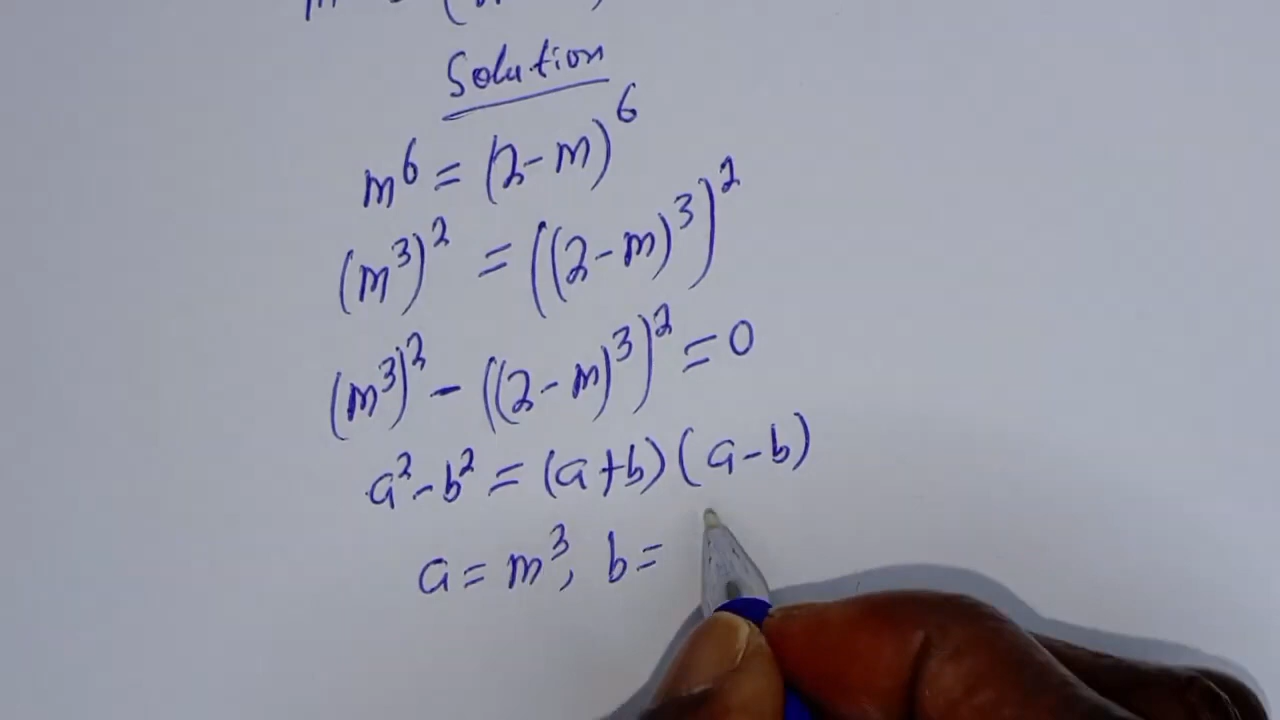 Solution
m⁶ = (2-m)⁶
(m³)² = ((2-m)³)²
(m³)² - ((2-m)³)² = 0
a² - b² = (a+b)(a-b)
a = m³, b =